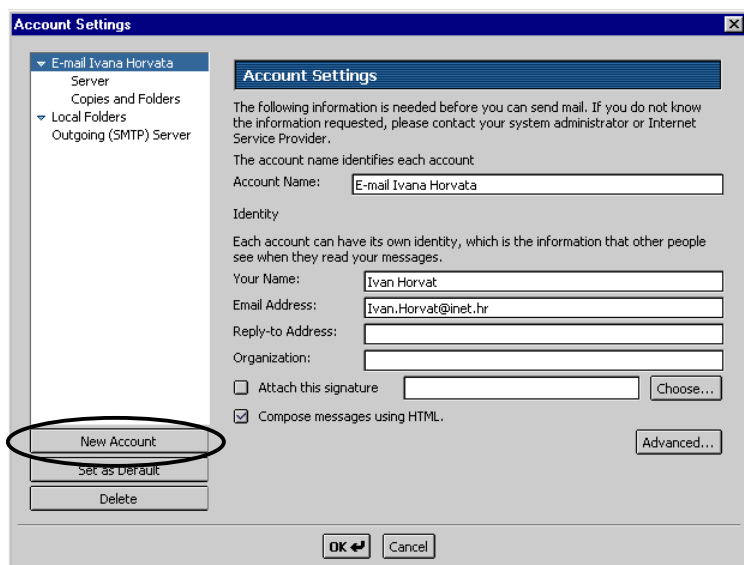 Account Settings
E-mail Ivana Horvata
Server
Copies and Folders
Local Folders
Outgoing (SMTP) Server
New Account
Set as Default
Delete
Account Settings
The following information is needed before you can send mail. If you do not know
the information requested, please contact your system administrator or Internet
Service Provider.
The account name identifies each account
Account Name: E-mail Ivana Horvata
Identity
Each account can have its own identity, which is the information that other people
see when they read your messages.
Your Name: Ivan Horvat
Email Address: Ivan.Horvat@inet.hr
Reply-to Address:
Organization:
Attach this signature Choose...
Compose messages using HTML.
Advanced...
OK Cancel